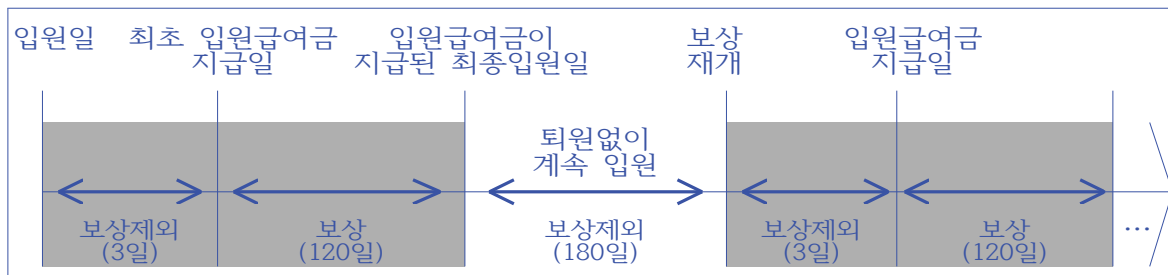 입원일
최초 입원급여금
지급일
입원급여금이
지급된 최종입원일
보상
재개
입원급여금
지급일
퇴원없이
계속 입원
보상제외
(3일)
보상
(120일)
보상제외
(180일)
보상제외
(3일)
보상
(120일)
…